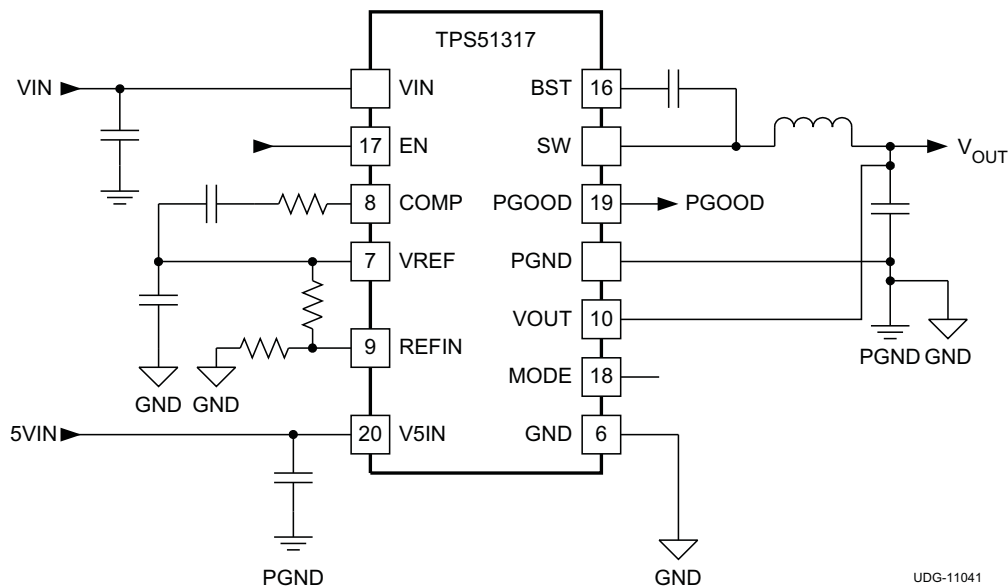 TPS51317
VIN
VIN
BST
16
17
EN
SW
8
COMP
PGOOD
19
PGOOD
V_OUT
7
VREF
PGND
9
REFIN
VOUT
10
GND
GND
MODE
18
PGND
GND
5VIN
20
V5IN
GND
6
PGND
GND
UDG-11041